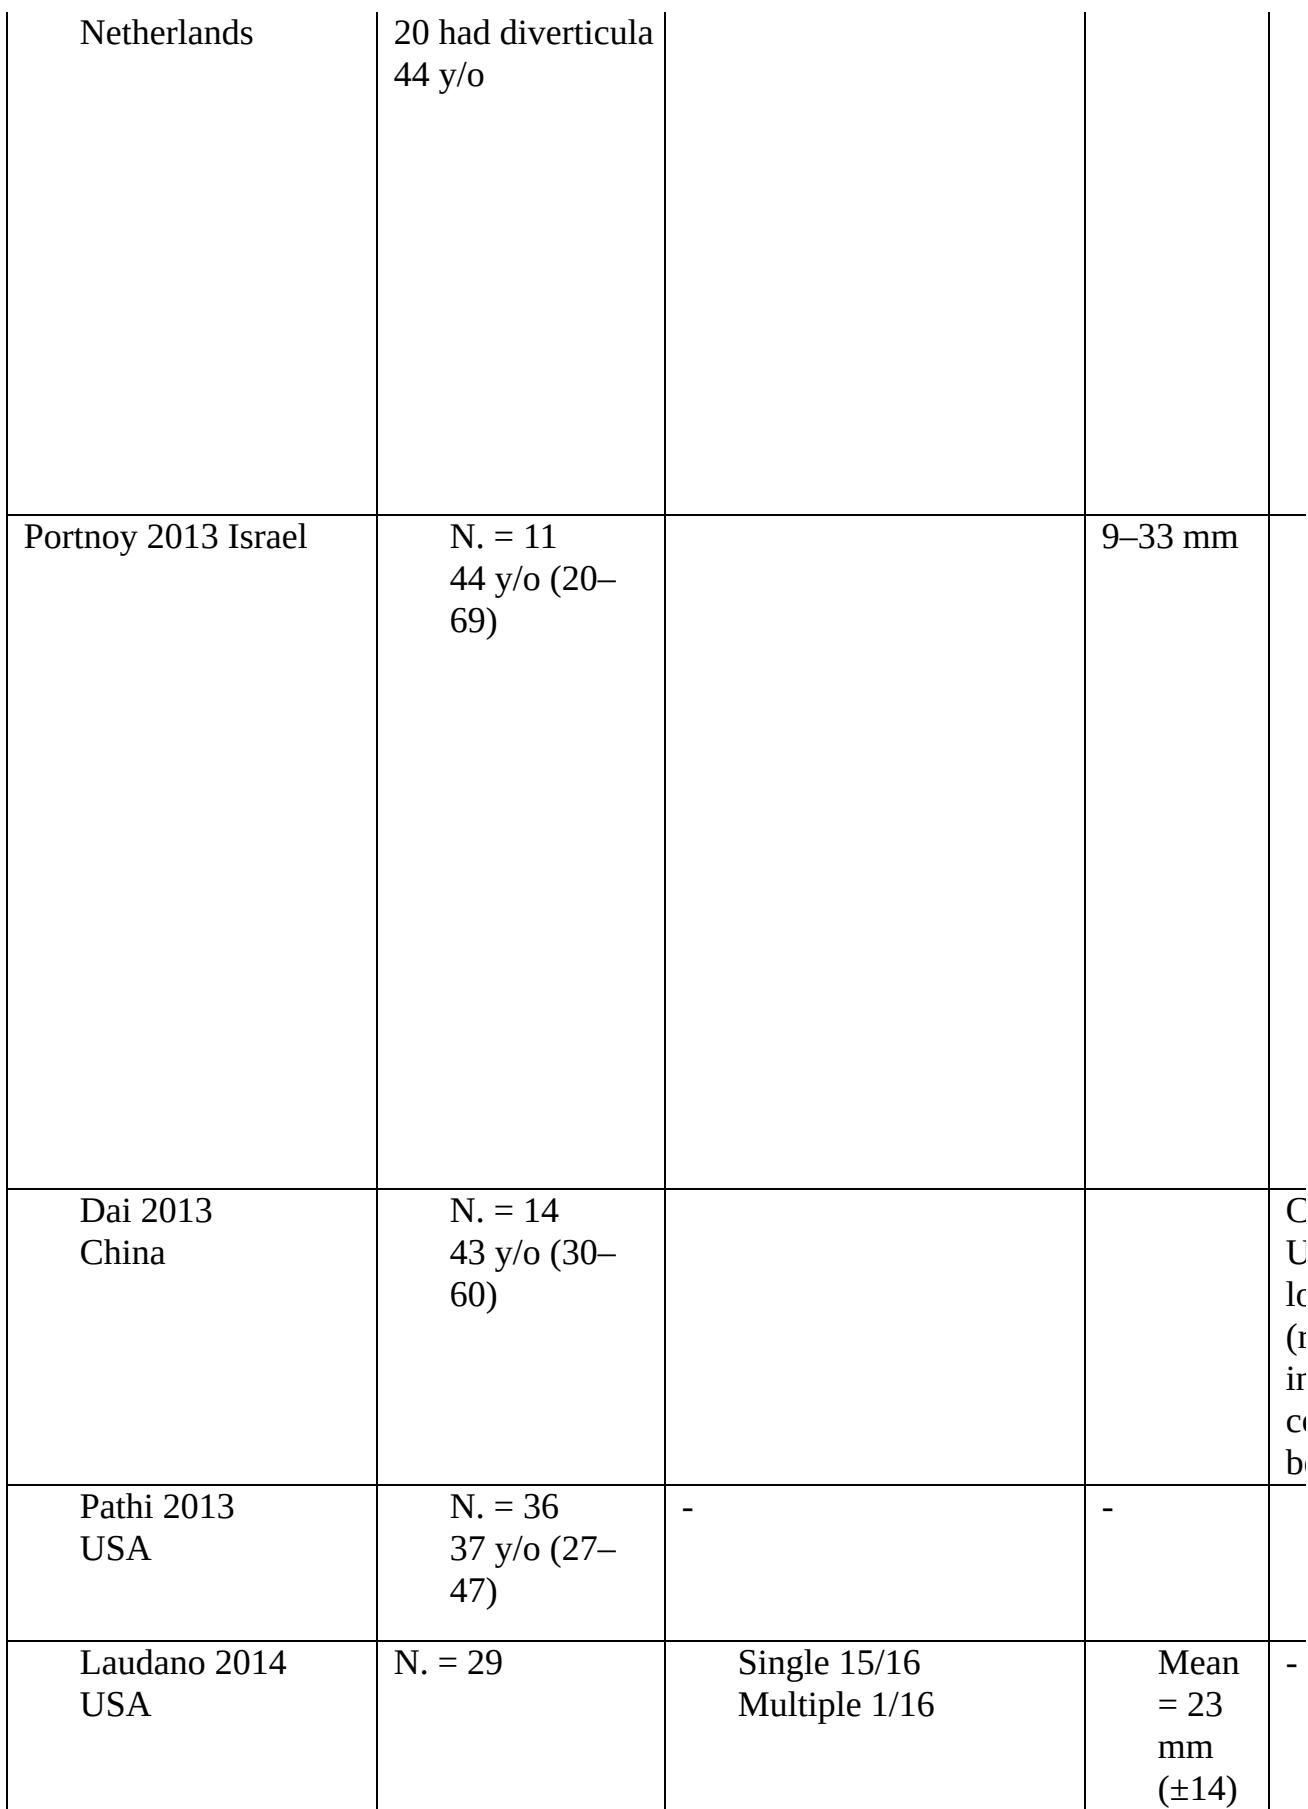 Netherlands
20 had diverticula
44 y/o
Portnoy 2013 Israel
N. = 11
44 y/o (20–
69)
9–33 mm
Dai 2013
China
N. = 14
43 y/o (30–
60)
Pathi 2013
USA
N. = 36
37 y/o (27–
47)
-
-
Laudano 2014
USA
N. = 29
Single 15/16
Multiple 1/16
Mean
= 23
mm
(±14)
-